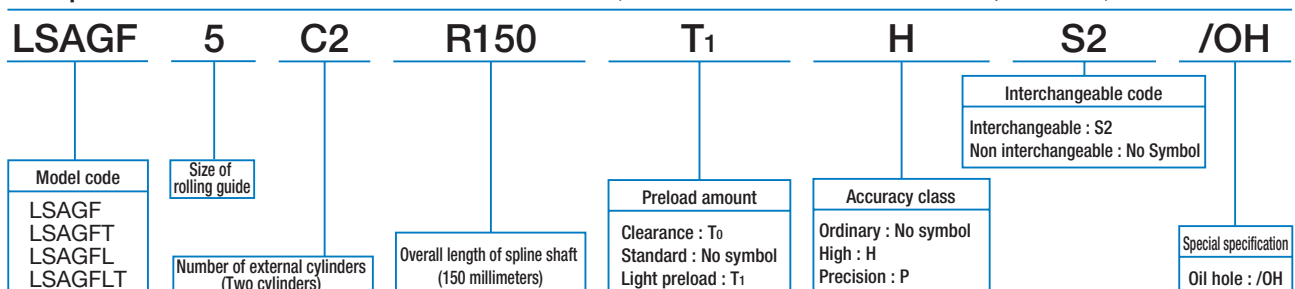 LSAGF 5 C2 R150 T1 H S2 /OH
Interchangeable code
Interchangeable : S2
Non interchangeable : No Symbol
Model code
LSAGF
LSAGFT
LSAGFL
LSAGFLT
Size of
rolling guide
Number of external cylinders
(Two cylinders)
Overall length of spline shaft
(150 millimeters)
Preload amount
Clearance : T0
Standard : No symbol
Light preload : T1
Accuracy class
Ordinary : No symbol
High : H
Precision : P
Special specification
Oil hole : /OH